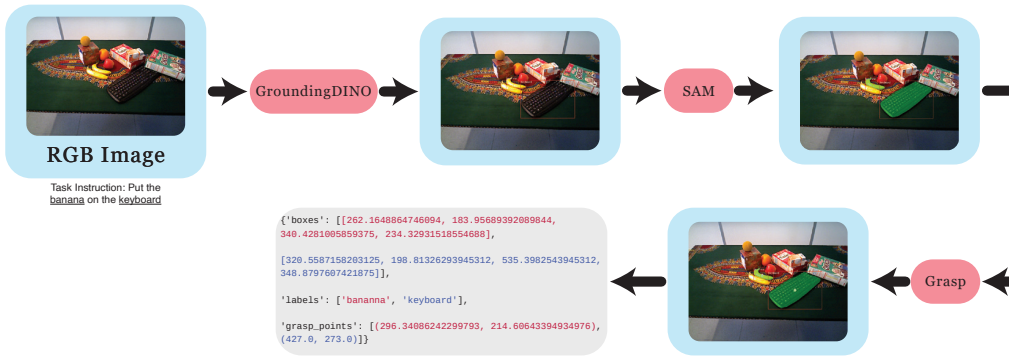 GroundingDINO
SAM
RGB Image
Task Instruction: Put the
banana on the keyboard
{'boxes': [[262.1648864746094, 183.95689392089844,
340.4281005859375, 234.32931518554688],
[320.5587158203125, 198.81326293945312, 535.3982543945312,
348.8797607421875]],
'labels': ['bananna', 'keyboard'],
'grasp_points': [(296.34086242299793, 214.60643394934976),
(427.0, 273.0)]}
Grasp